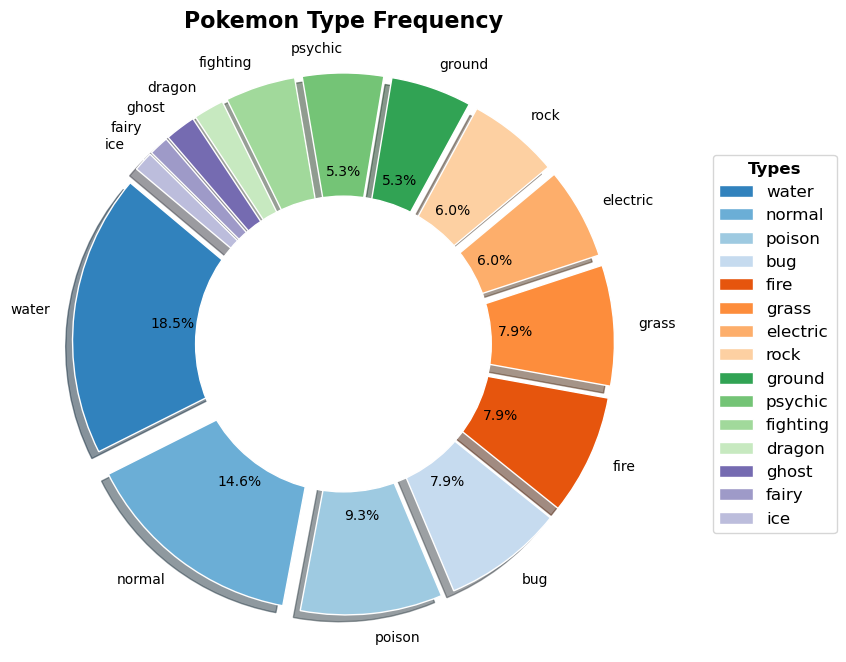 Pokemon Type Frequency
psychic
fighting
ground
dragon
ghost
rock
fairy
ice
electric
water
grass
fire
normal
bug
poison
5.3%
5.3%
6.0%
6.0%
18.5%
7.9%
7.9%
14.6%
7.9%
9.3%
Types
water
normal
poison
bug
fire
grass
electric
rock
ground
psychic
fighting
dragon
ghost
fairy
ice